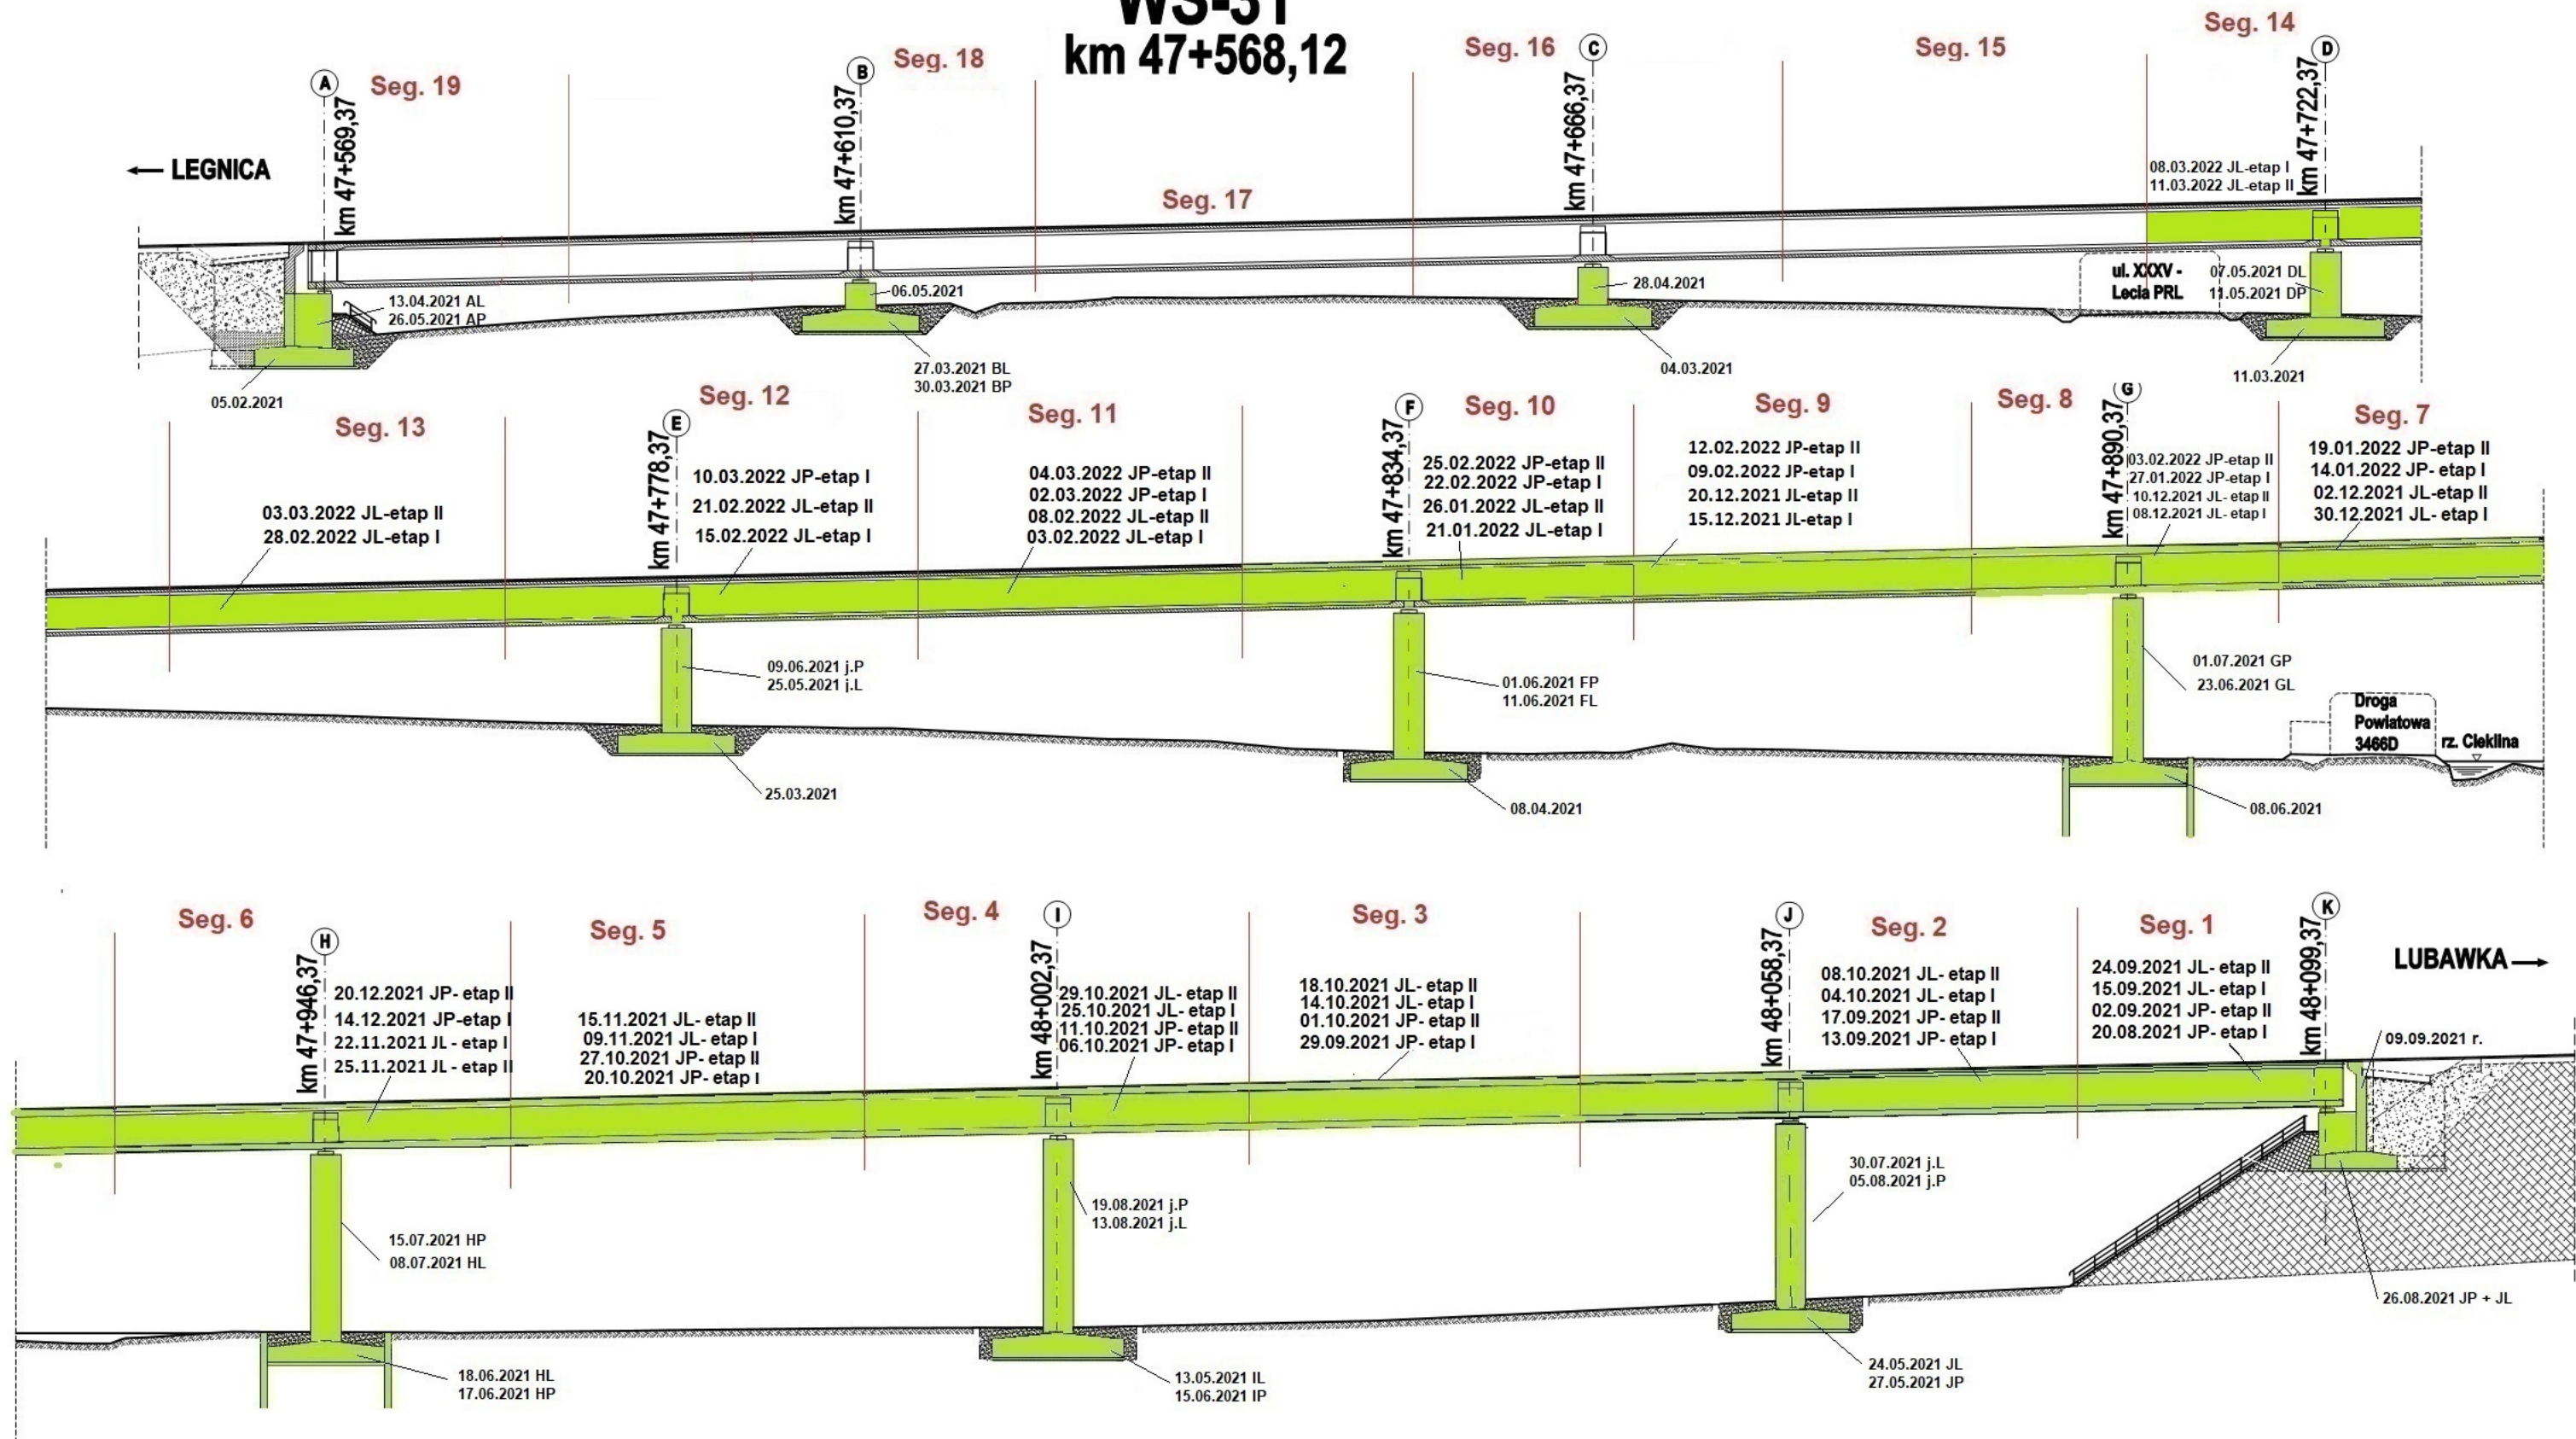 WS-31
km 47+568,12
Seg. 19
Seg. 18
Seg. 17
Seg. 16
Seg. 15
Seg. 14
A
B
C
D
km 47+569,37
km 47+610,37
km 47+666,37
km 47+722,37
← LEGNICA
08.03.2022 JL-etap I
11.03.2022 JL-etap II
13.04.2021 AL
26.05.2021 AP
06.05.2021
28.04.2021
ul. XXXV -
Lecia PRL
07.05.2021 DL
11.05.2021 DP
05.02.2021
27.03.2021 BL
30.03.2021 BP
04.03.2021
11.03.2021
Seg. 13
Seg. 12
Seg. 11
Seg. 10
Seg. 9
Seg. 8
Seg. 7
E
F
G
km 47+778,37
km 47+834,37
km 47+890,37
03.03.2022 JL-etap II
28.02.2022 JL-etap I
10.03.2022 JP-etap I
21.02.2022 JL-etap II
15.02.2022 JL-etap I
04.03.2022 JP-etap II
02.03.2022 JP-etap I
08.02.2022 JL-etap II
03.02.2022 JL-etap I
25.02.2022 JP-etap II
22.02.2022 JP-etap I
26.01.2022 JL-etap II
21.01.2022 JL-etap I
12.02.2022 JP-etap II
09.02.2022 JP-etap I
20.12.2021 JL-etap II
15.12.2021 JL-etap I
03.02.2022 JP-etap II
27.01.2022 JP-etap I
10.12.2021 JL- etap II
08.12.2021 JL- etap I
19.01.2022 JP-etap II
14.01.2022 JP- etap I
02.12.2021 JL-etap II
30.12.2021 JL- etap I
09.06.2021 j.P
25.05.2021 j.L
01.06.2021 FP
11.06.2021 FL
01.07.2021 GP
23.06.2021 GL
Droga
Powiatowa
3466D
rz. Cieklina
25.03.2021
08.04.2021
08.06.2021
Seg. 6
Seg. 5
Seg. 4
Seg. 3
Seg. 2
Seg. 1
H
I
J
K
km 47+946,37
km 48+002,37
km 48+058,37
km 48+099,37
LUBAWKA →
20.12.2021 JP- etap II
14.12.2021 JP-etap I
22.11.2021 JL - etap I
25.11.2021 JL - etap II
15.11.2021 JL- etap II
09.11.2021 JL- etap I
27.10.2021 JP- etap II
20.10.2021 JP- etap I
29.10.2021 JL- etap II
25.10.2021 JL- etap I
11.10.2021 JP- etap II
06.10.2021 JP- etap I
18.10.2021 JL- etap II
14.10.2021 JL- etap I
01.10.2021 JP- etap II
29.09.2021 JP- etap I
08.10.2021 JL- etap II
04.10.2021 JL- etap I
17.09.2021 JP- etap II
13.09.2021 JP- etap I
24.09.2021 JL- etap II
15.09.2021 JL- etap I
02.09.2021 JP- etap II
20.08.2021 JP- etap I
09.09.2021 r.
15.07.2021 HP
08.07.2021 HL
19.08.2021 j.P
13.08.2021 j.L
30.07.2021 j.L
05.08.2021 j.P
26.08.2021 JP + JL
18.06.2021 HL
17.06.2021 HP
13.05.2021 IL
15.06.2021 IP
24.05.2021 JL
27.05.2021 JP